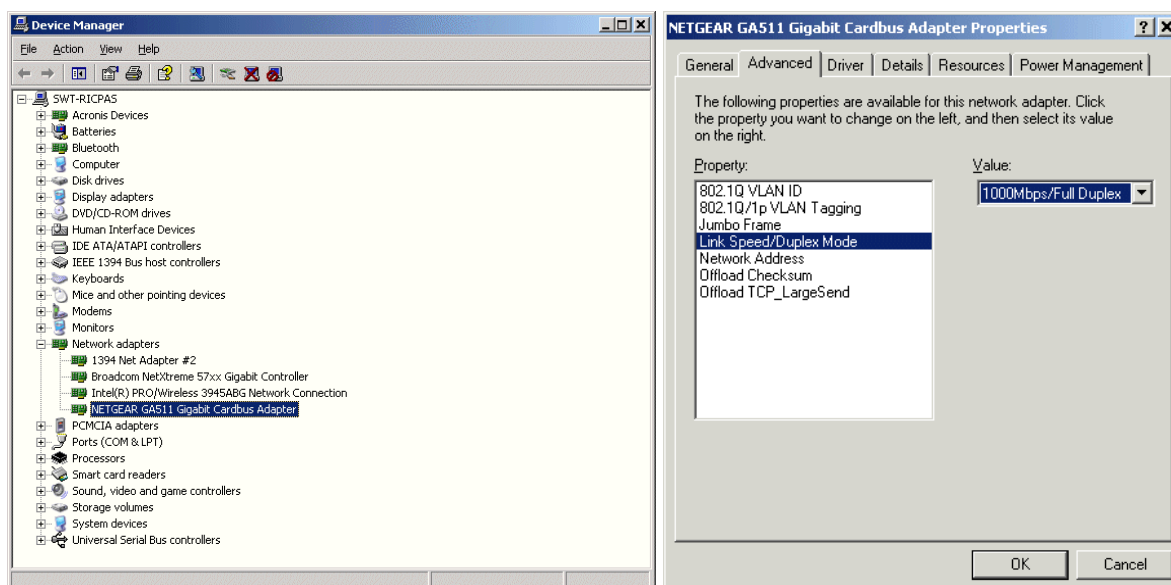 Device Manager
File Action View Help
SWT-RICPAS
Acronis Devices
Batteries
Bluetooth
Computer
Disk drives
Display adapters
DVD/CD-ROM drives
Human Interface Devices
IDE ATA/ATAPI controllers
IEEE 1394 Bus host controllers
Keyboards
Mice and other pointing devices
Modems
Monitors
Network adapters
1394 Net Adapter #2
Broadcom NetXtreme 57xx Gigabit Controller
Intel(R) PRO/Wireless 3945ABG Network Connection
NETGEAR GA511 Gigabit Cardbus Adapter
PCMCIA adapters
Ports (COM & LPT)
Processors
Smart card readers
Sound, video and game controllers
Storage volumes
System devices
Universal Serial Bus controllers
NETGEAR GA511 Gigabit Cardbus Adapter Properties
General Advanced Driver Details Resources Power Management
The following properties are available for this network adapter. Click
the property you want to change on the left, and then select its value
on the right.
Property:
802.1Q VLAN ID
802.1Q/1p VLAN Tagging
Jumbo Frame
Link Speed/Duplex Mode
Network Address
Offload Checksum
Offload TCP_LargeSend
Value:
1000Mbps/Full Duplex
OK Cancel